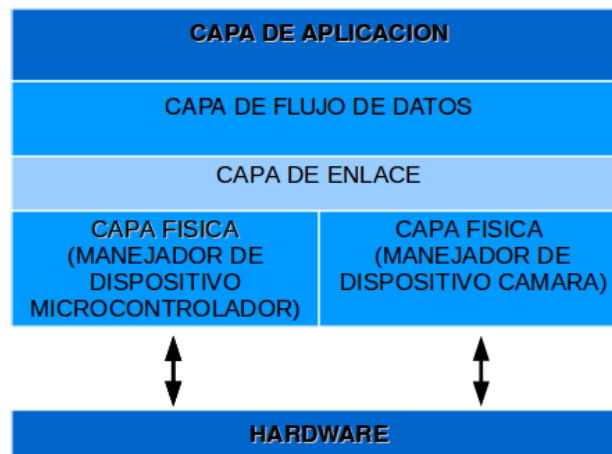 CAPA DE APLICACION
CAPA DE FLUJO DE DATOS
CAPA DE ENLACE
CAPA FISICA
(MANEJADOR DE
DISPOSITIVO
MICROCONTROLADOR)
CAPA FISICA
(MANEJADOR DE
DISPOSITIVO CAMARA)
HARDWARE